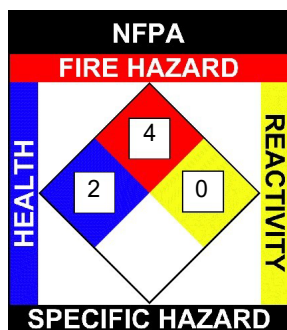 NFPA
FIRE HAZARD
4
HEALTH
2
0
REACTIVITY
SPECIFIC HAZARD